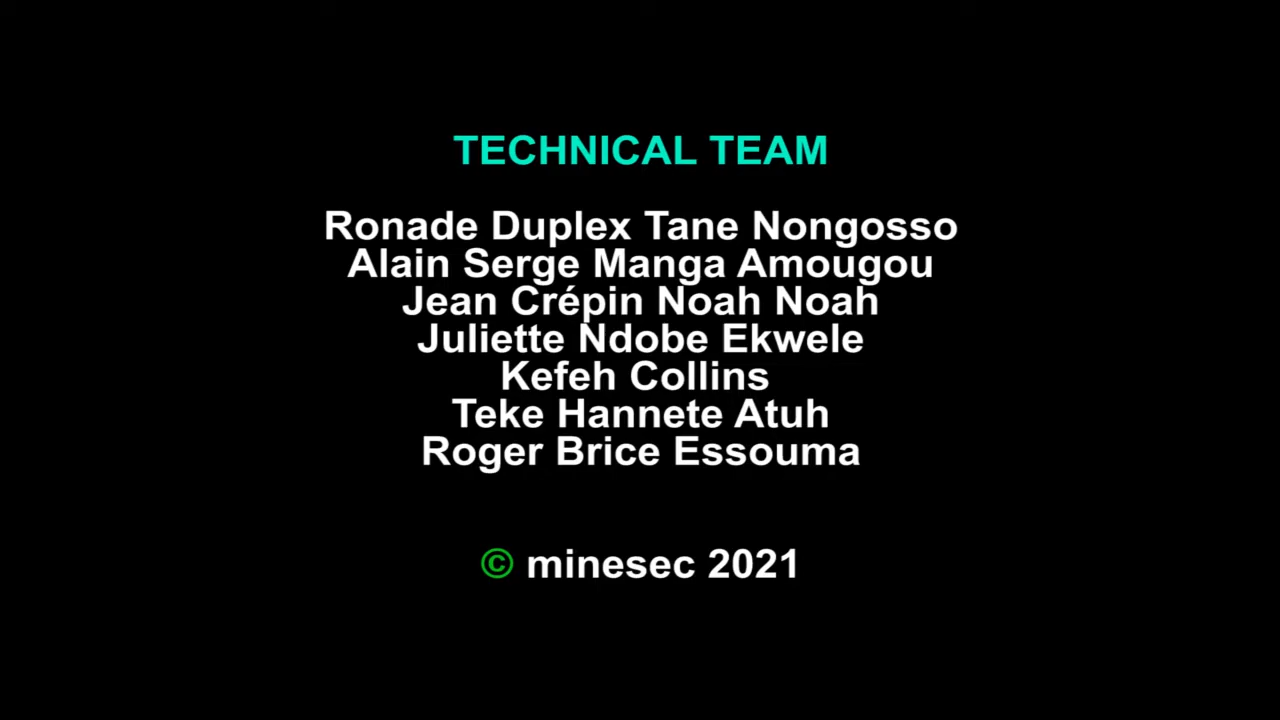 TECHNICAL TEAM
Ronade Duplex Tane Nongosso
Alain Serge Manga Amougou
Jean Crépin Noah Noah
Juliette Ndobe Ekwele
Kefeh Collins
Teke Hannete Atuh
Roger Brice Essouma
© minesec 2021